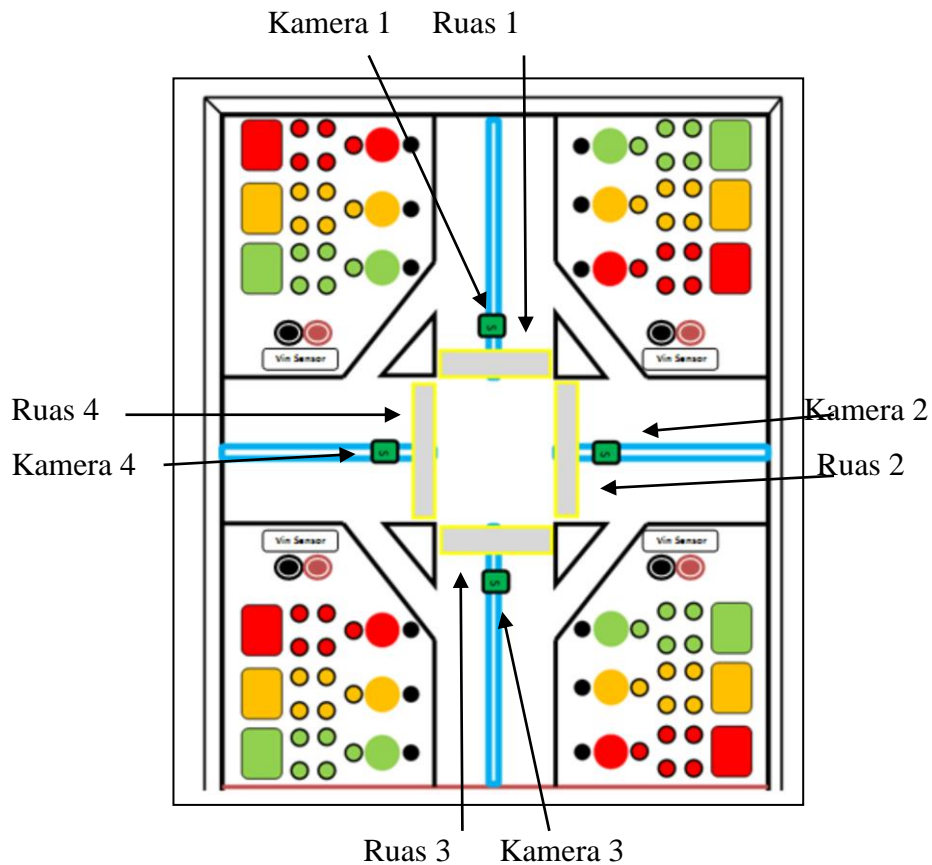 Kamera 1 Ruas 1
Vin Sensor Vin Sensor
Ruas 4 Kamera 2
Kamera 4 Ruas 2
Vin Sensor Vin Sensor
Ruas 3 Kamera 3